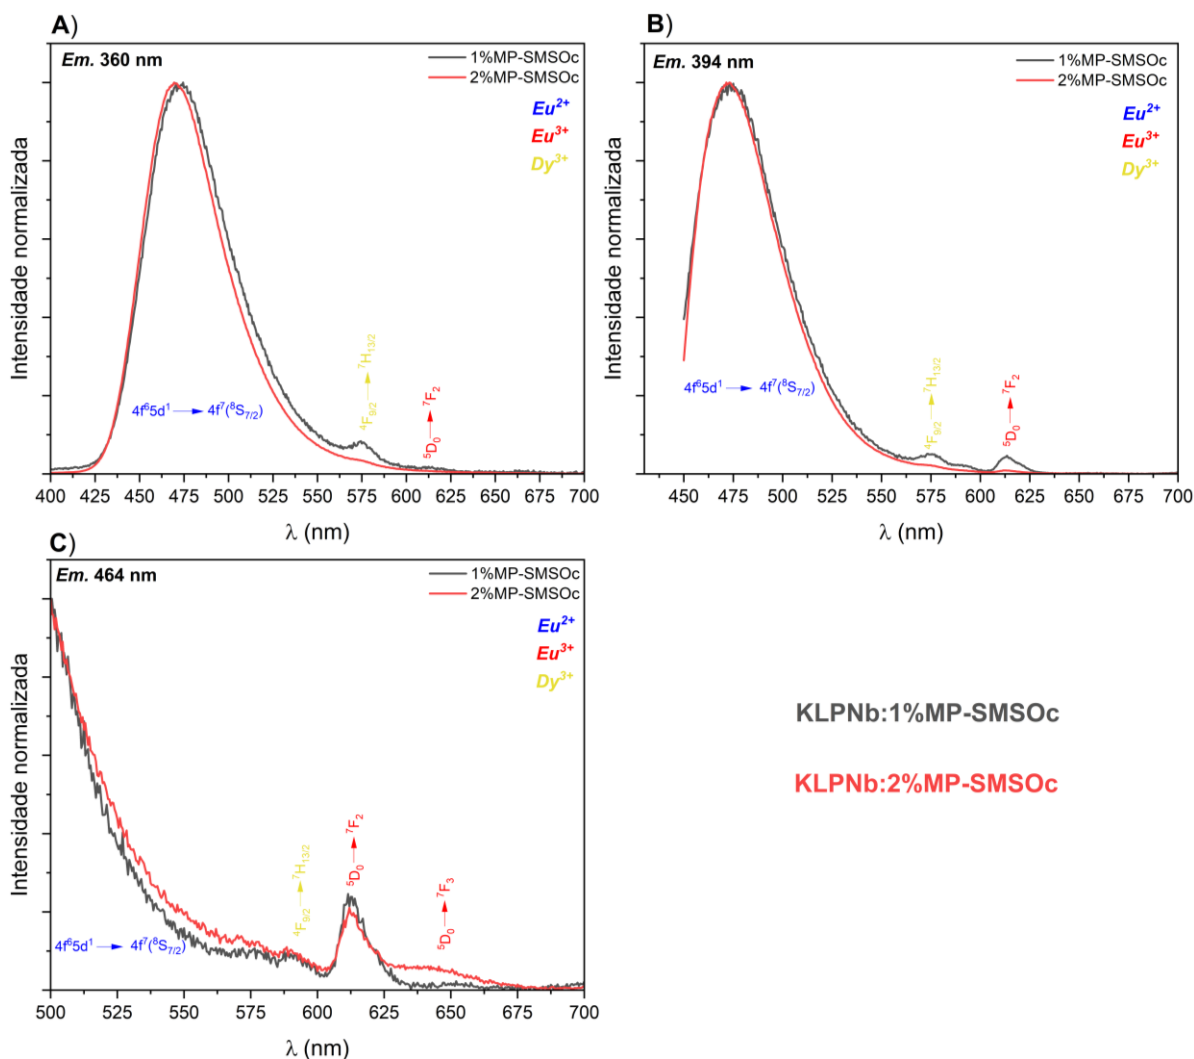 A)
Em. 360 nm
1%MP-SMSOc
2%MP-SMSOc
Eu²⁺
Eu³⁺
Dy³⁺
Intensidade normalizada
4f⁶5d¹ → 4f⁷(⁸S₇/₂)
⁴F₉/₂ → ⁷H₁₃/₂
⁵D₀ → ⁷F₂
400 425 450 475 500 525 550 575 600 625 650 675 700
λ (nm)
B)
Em. 394 nm
1%MP-SMSOc
2%MP-SMSOc
Eu²⁺
Eu³⁺
Dy³⁺
Intensidade normalizada
4f⁶5d¹ → 4f⁷(⁸S₇/₂)
⁴F₉/₂ → ⁷H₁₃/₂
⁵D₀ → ⁷F₂
450 475 500 525 550 575 600 625 650 675 700
λ (nm)
C)
Em. 464 nm
1%MP-SMSOc
2%MP-SMSOc
Eu²⁺
Eu³⁺
Dy³⁺
Intensidade normalizada
4f⁶5d¹ → 4f⁷(⁸S₇/₂)
⁴F₉/₂ → ⁷H₁₃/₂
⁵D₀ → ⁷F₂
⁵D₀ → ⁷F₃
500 525 550 575 600 625 650 675 700
λ (nm)
KLPNb:1%MP-SMSOc
KLPNb:2%MP-SMSOc